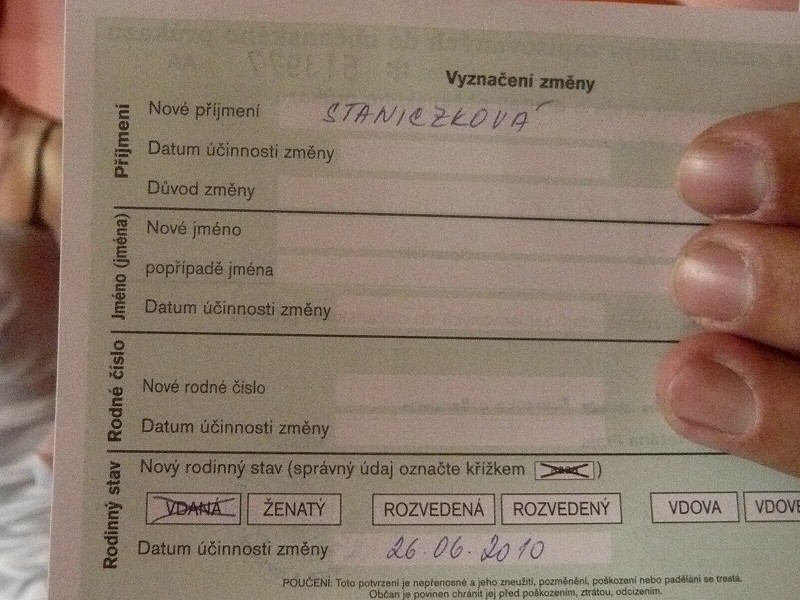 Vyznačení změny
Příjmení
Nové příjmení STANICZKOVÁ
Datum účinnosti změny
Důvod změny
Jméno (jména)
Nové jméno
popřípadě jména
Datum účinnosti změny
Rodné číslo
Nové rodné číslo
Datum účinnosti změny
Rodinný stav
Nový rodinný stav (správný údaj označte křížkem )
VDANÁ ŽENATÝ ROZVEDENÁ ROZVEDENÝ VDOVA VDOVE
Datum účinnosti změny 26.06.2010
POUČENÍ: Toto potvrzení je nepřenosné a jeho zneužití, pozměnění, poškození nebo padělání se trestá.
Občan je povinen chránit jej před poškozením, ztrátou, odcizením.